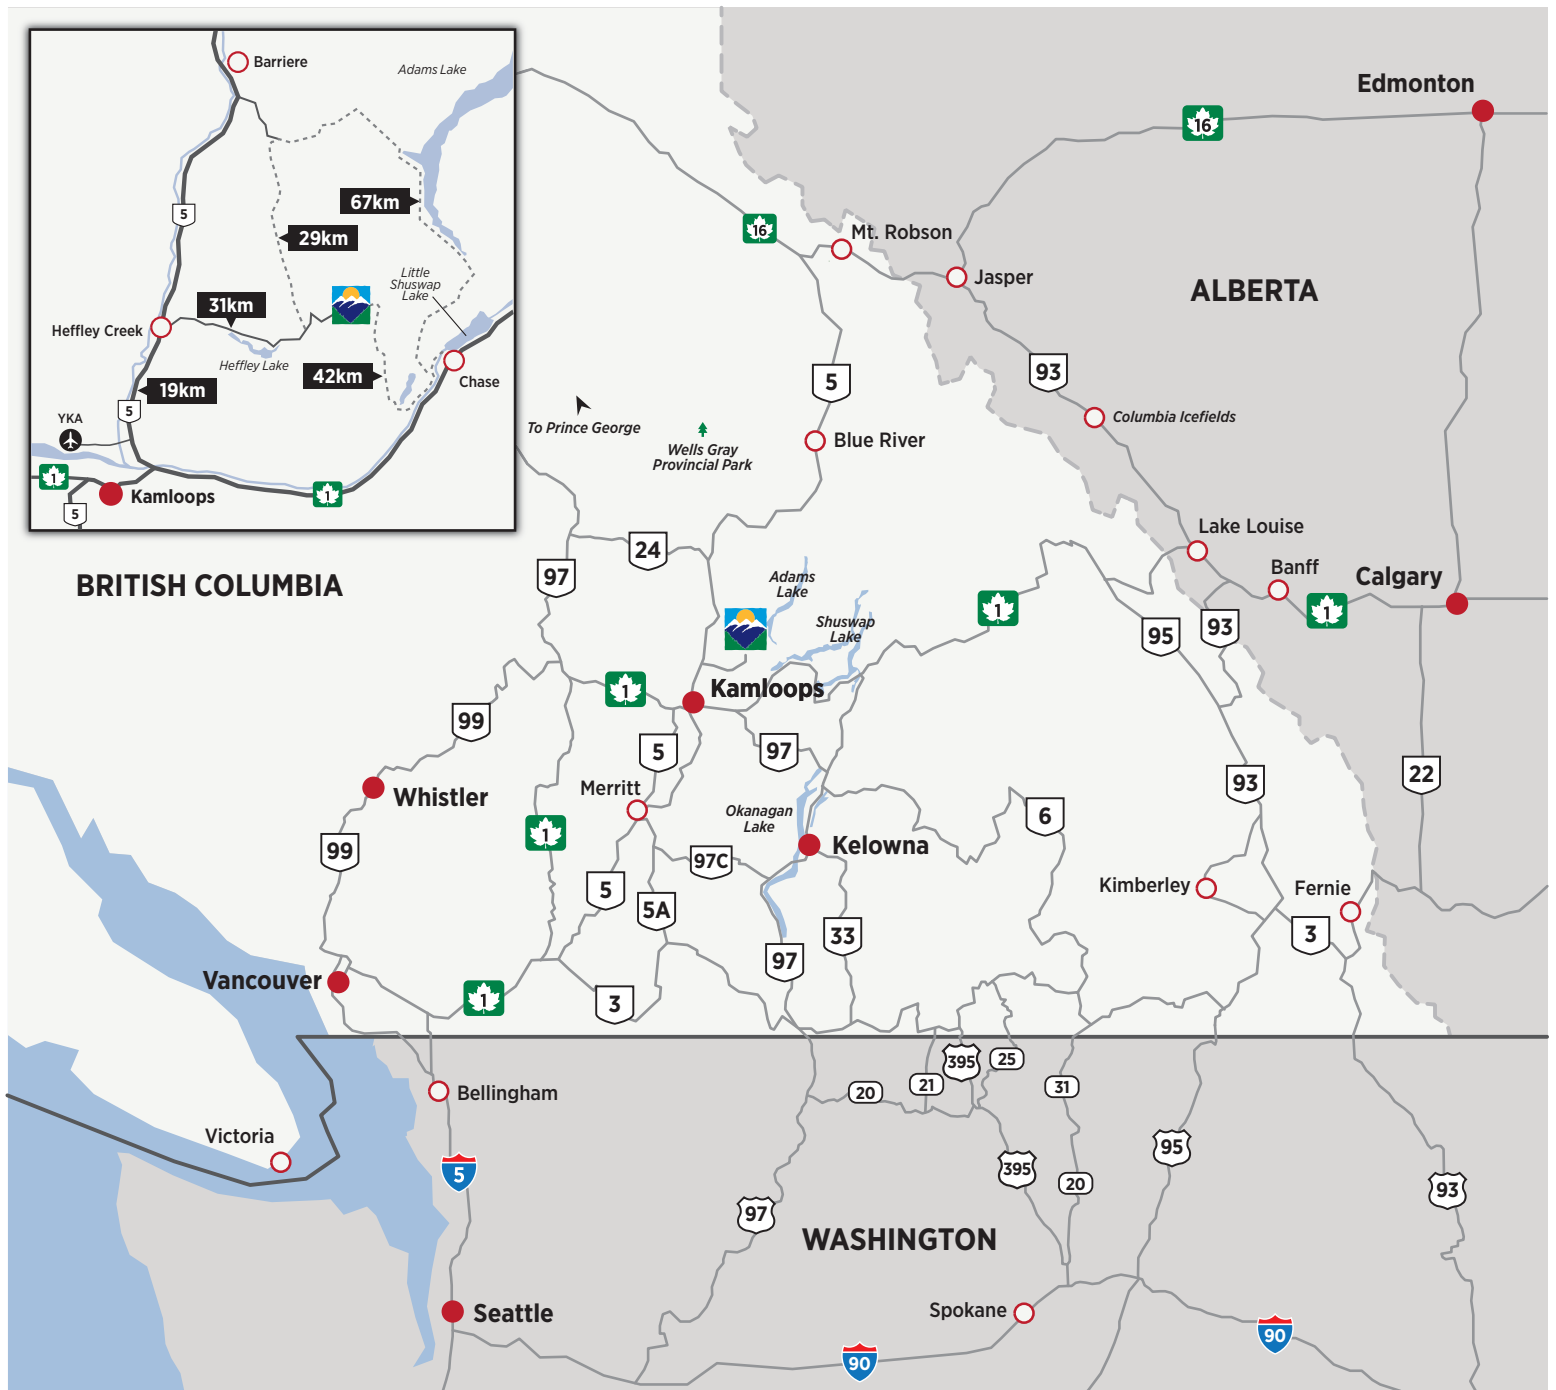 Barriere
Adams Lake
5
67km
29km
Little
Shuswap
Lake
31km
Heffley Creek
Heffley Lake
42km
Chase
19km
5
YKA
1
Kamloops
1
5
Edmonton
16
16
Mt. Robson
Jasper
ALBERTA
93
5
Columbia Icefields
To Prince George
Wells Gray
Provincial Park
Blue River
Lake Louise
24
97
Banff
Calgary
BRITISH COLUMBIA
Adams
Lake
1
1
Shuswap
Lake
95
93
1
Kamloops
99
5
97
93
22
Whistler
Merritt
Okanagan
Lake
6
1
Kelowna
99
97C
5
5A
Kimberley
Fernie
33
3
97
Vancouver
1
3
395
25
21
20
31
Bellingham
Victoria
95
5
395
20
93
97
WASHINGTON
Seattle
Spokane
90
90